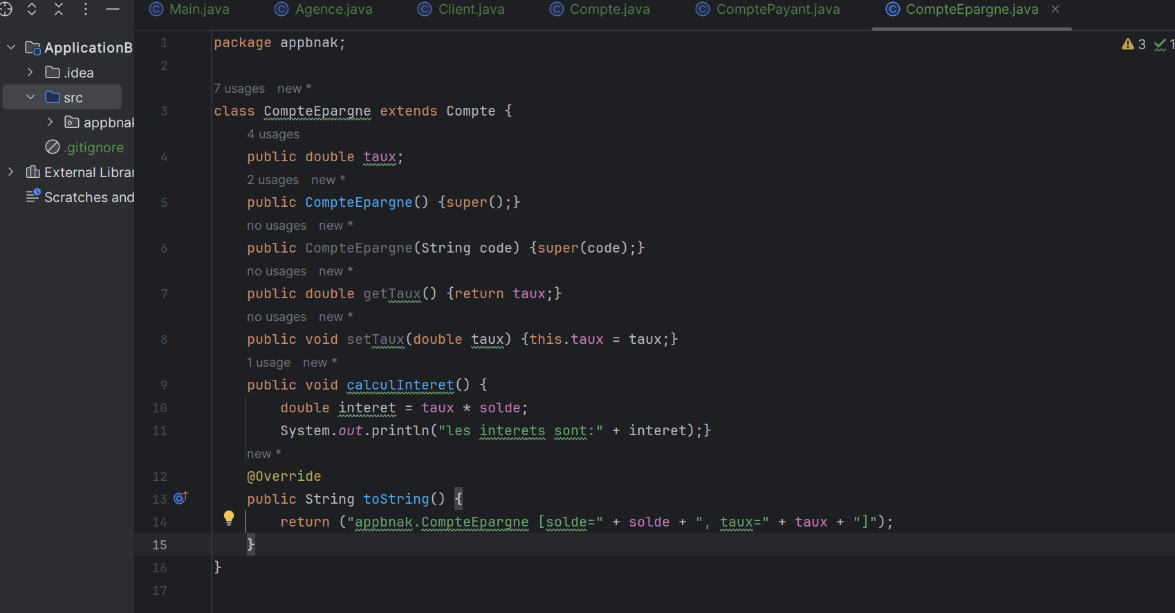 Main.java
Agence.java
Client.java
Compte.java
ComptePayant.java
CompteEpargne.java
ApplicationB
.idea
src
appbnak
.gitignore
External Librar
Scratches and
3
1
1 package appbnak;
2
7 usages new *
3 class CompteEpargne extends Compte {
4 usages
4 public double taux;
2 usages new *
5 public CompteEpargne() {super();}
no usages new *
6 public CompteEpargne(String code) {super(code);}
no usages new *
7 public double getTaux() {return taux;}
no usages new *
8 public void setTaux(double taux) {this.taux = taux;}
1 usage new *
9 public void calculInteret() {
10 double interet = taux * solde;
11 System.out.println("les interets sont:" + interet);}
new *
12 @Override
13 public String toString() {
14 return ("appbnak.CompteEpargne [solde=" + solde + ", taux=" + taux + "]");
15 }
16 }
17